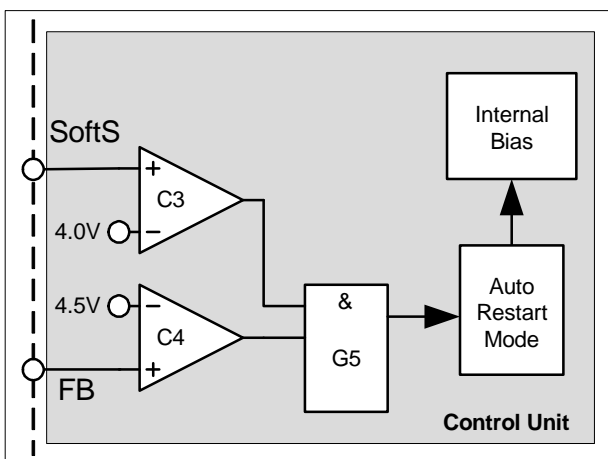 SoftS
+
C3
4.0V
−
Internal
Bias
4.5V
−
C4
+
FB
&
G5
Auto
Restart
Mode
Control Unit